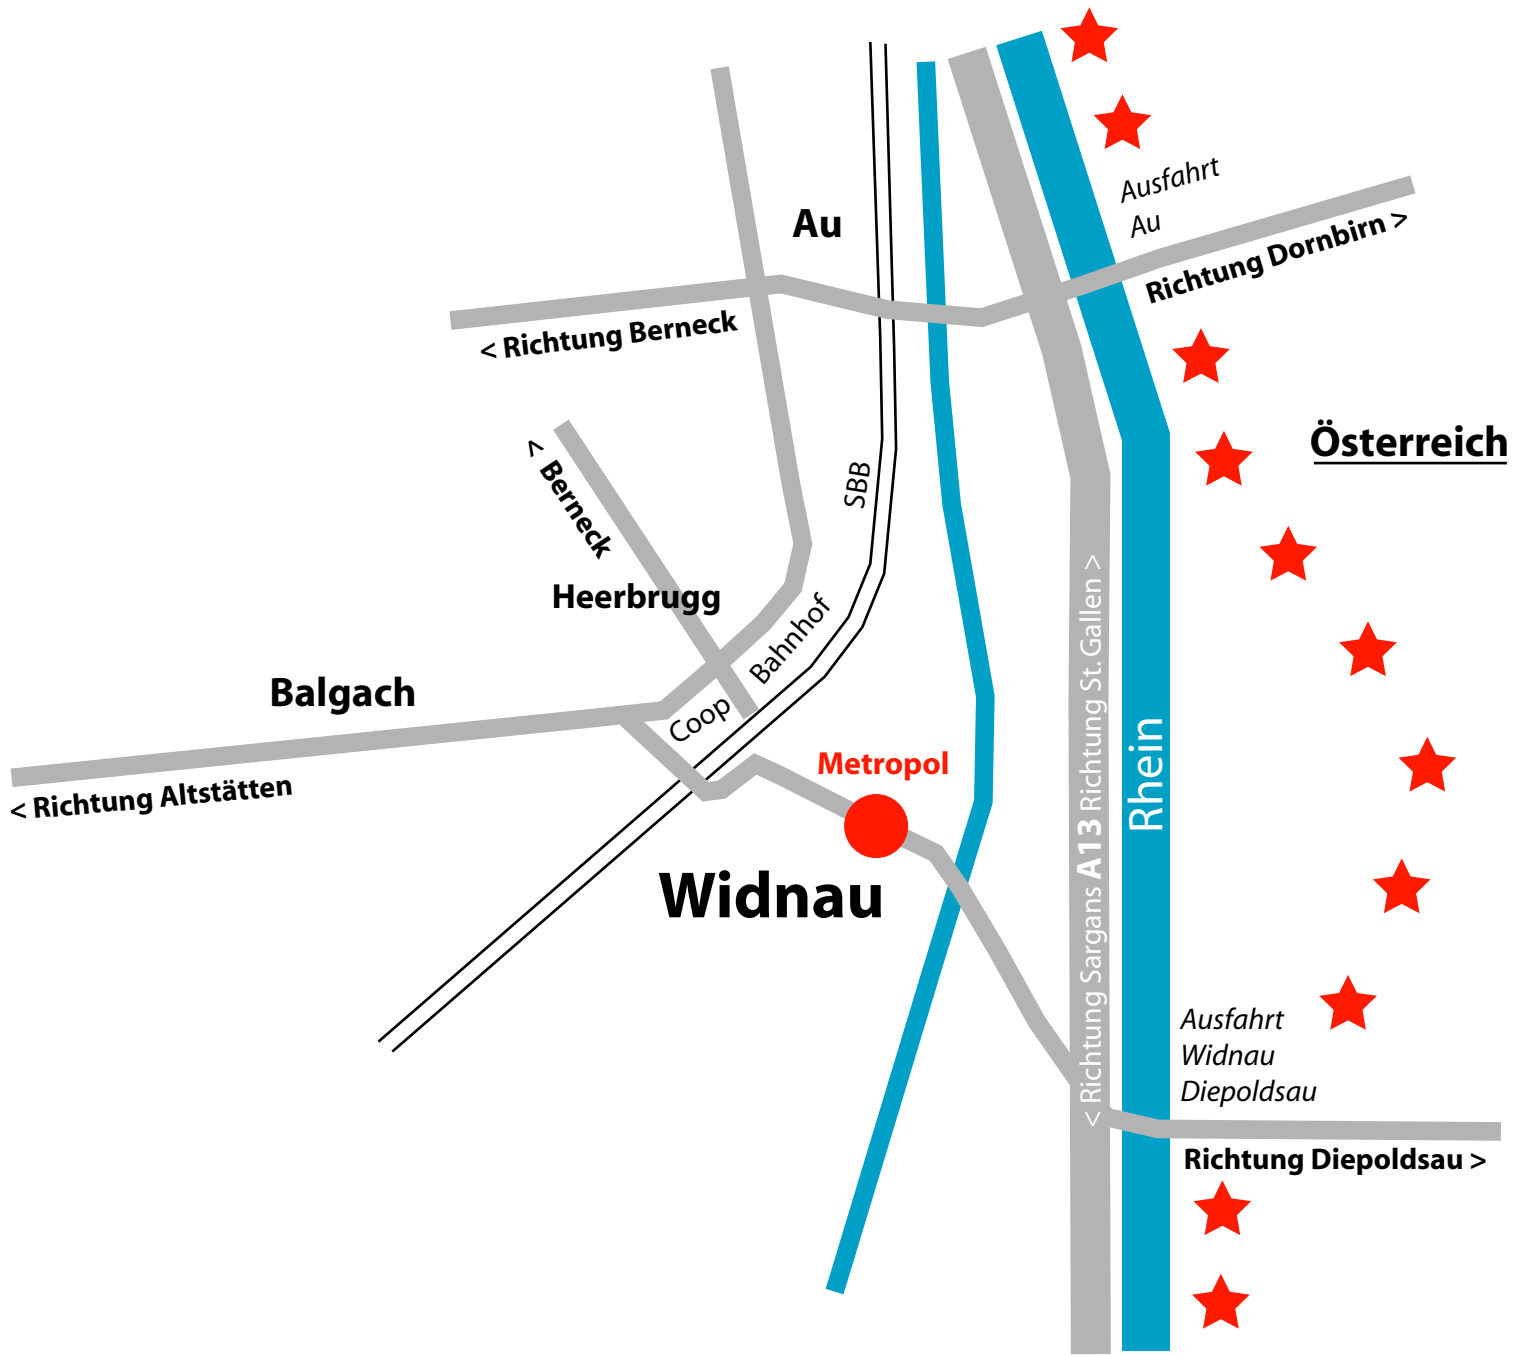 Ausfahrt
Au
Au
Richtung Dornbirn >
< Richtung Berneck
Österreich
< Berneck
SBB
Heerbrugg
Bahnhof
Balgach
Coop
< Richtung Altstätten
Metropol
Widnau
< Richtung Sargans A13 Richtung St. Gallen >
Rhein
Ausfahrt
Widnau
Diepoldsau
Richtung Diepoldsau >